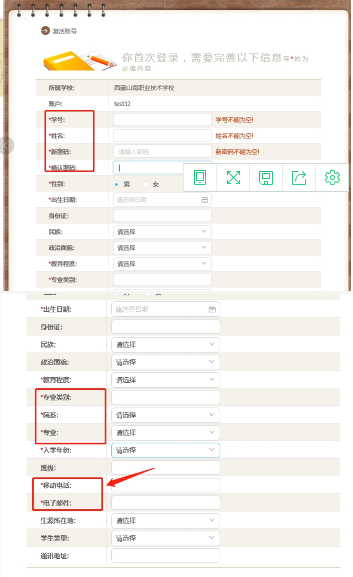 激活账号
你首次登录，需要完善以下信息带*的为必填内容
所属学校: 西藏山南职业技术学校
账户: test32
*学号: 学号不能为空!
*姓名: 姓名不能为空!
*新密码: 请输入密码 新密码不能为空!
*确认密码:
*性别: 男 女
*出生日期: 请选择日期
身份证:
民族: 请选择
政治面貌: 请选择
*教育程度: 请选择
*专业类别:
*出生日期: 请选择日期
身份证:
民族: 请选择
政治面貌: 请选择
*教育程度: 请选择
*专业类别:
*院系: 请选择
*专业: 请选择
*入学年份: 请选择
班级:
*移动电话:
*电子邮件:
生源所在地: 请选择
学生类型: 请选择
通讯地址: